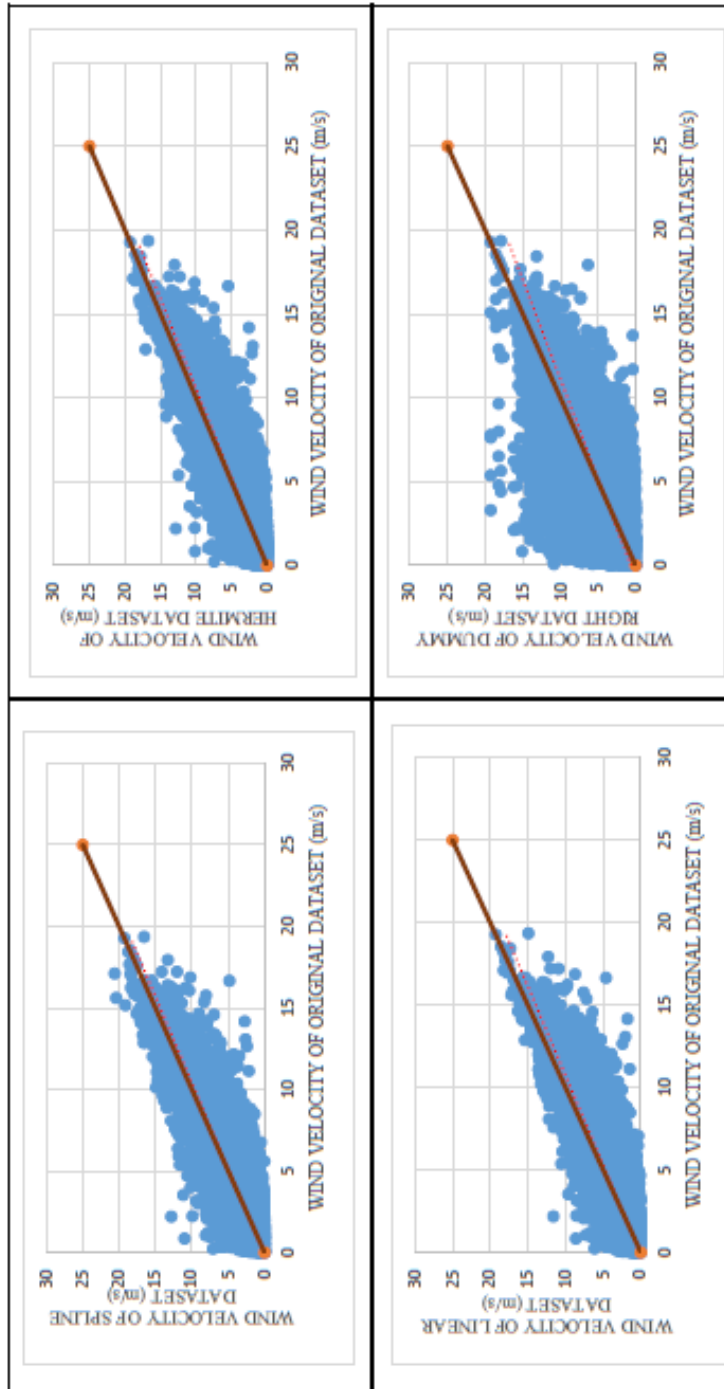 WIND VELOCITY OF SPLINE
DATASET (m/s)
30
25
20
15
10
5
0
0 5 10 15 20 25 30
WIND VELOCITY OF ORIGINAL DATASET (m/s)
WIND VELOCITY OF
HERMITE DATASET (m/s)
30
25
20
15
10
5
0
0 5 10 15 20 25 30
WIND VELOCITY OF ORIGINAL DATASET (m/s)
WIND VELOCITY OF LINEAR
DATASET (m/s)
30
25
20
15
10
5
0
0 5 10 15 20 25 30
WIND VELOCITY OF ORIGINAL DATASET (m/s)
WIND VELOCITY OF DUMMY
RIGHT DATASET (m/s)
30
25
20
15
10
5
0
0 5 10 15 20 25 30
WIND VELOCITY OF ORIGINAL DATASET (m/s)